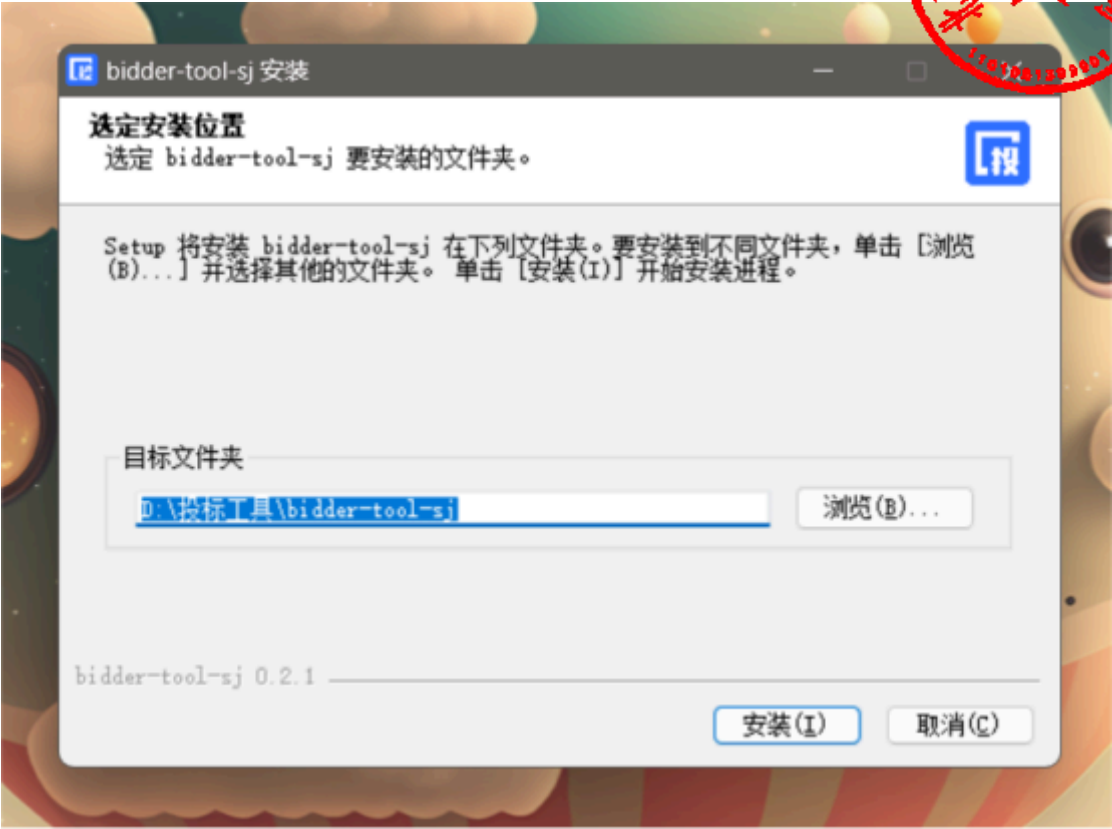 bidder-tool-sj 安装
选定安装位置
选定 bidder-tool-sj 要安装的文件夹。
投
Setup 将安装 bidder-tool-sj 在下列文件夹。要安装到不同文件夹，单击 [浏览
(B)...] 并选择其他的文件夹。 单击 [安装(I)] 开始安装进程。
目标文件夹
D:\投标工具\bidder-tool-sj
浏览(B)...
bidder-tool-sj 0.2.1
安装(I)
取消(C)